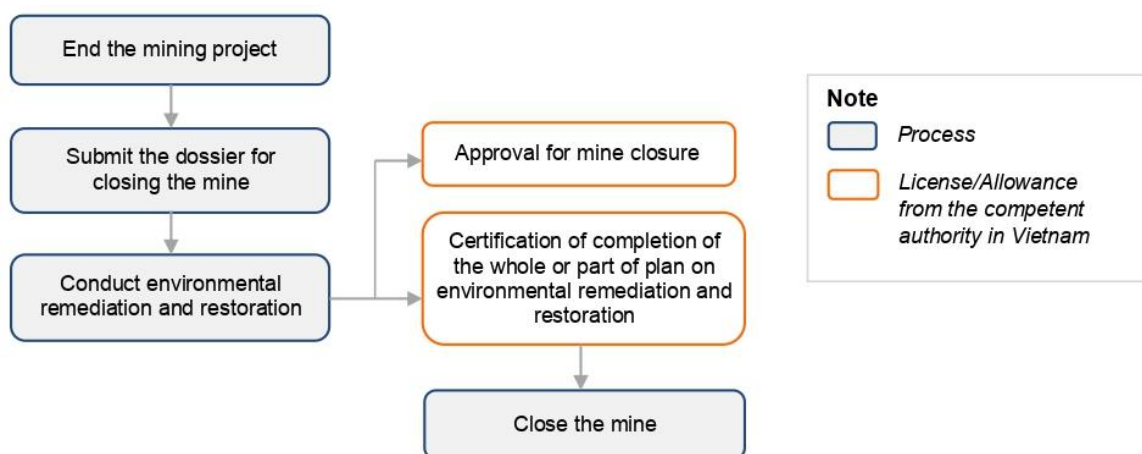 End the mining project
Submit the dossier for
closing the mine
Conduct environmental
remediation and restoration
Approval for mine closure
Certification of completion of
the whole or part of plan on
environmental remediation and
restoration
Close the mine
Note
Process
License/Allowance
from the competent
authority in Vietnam